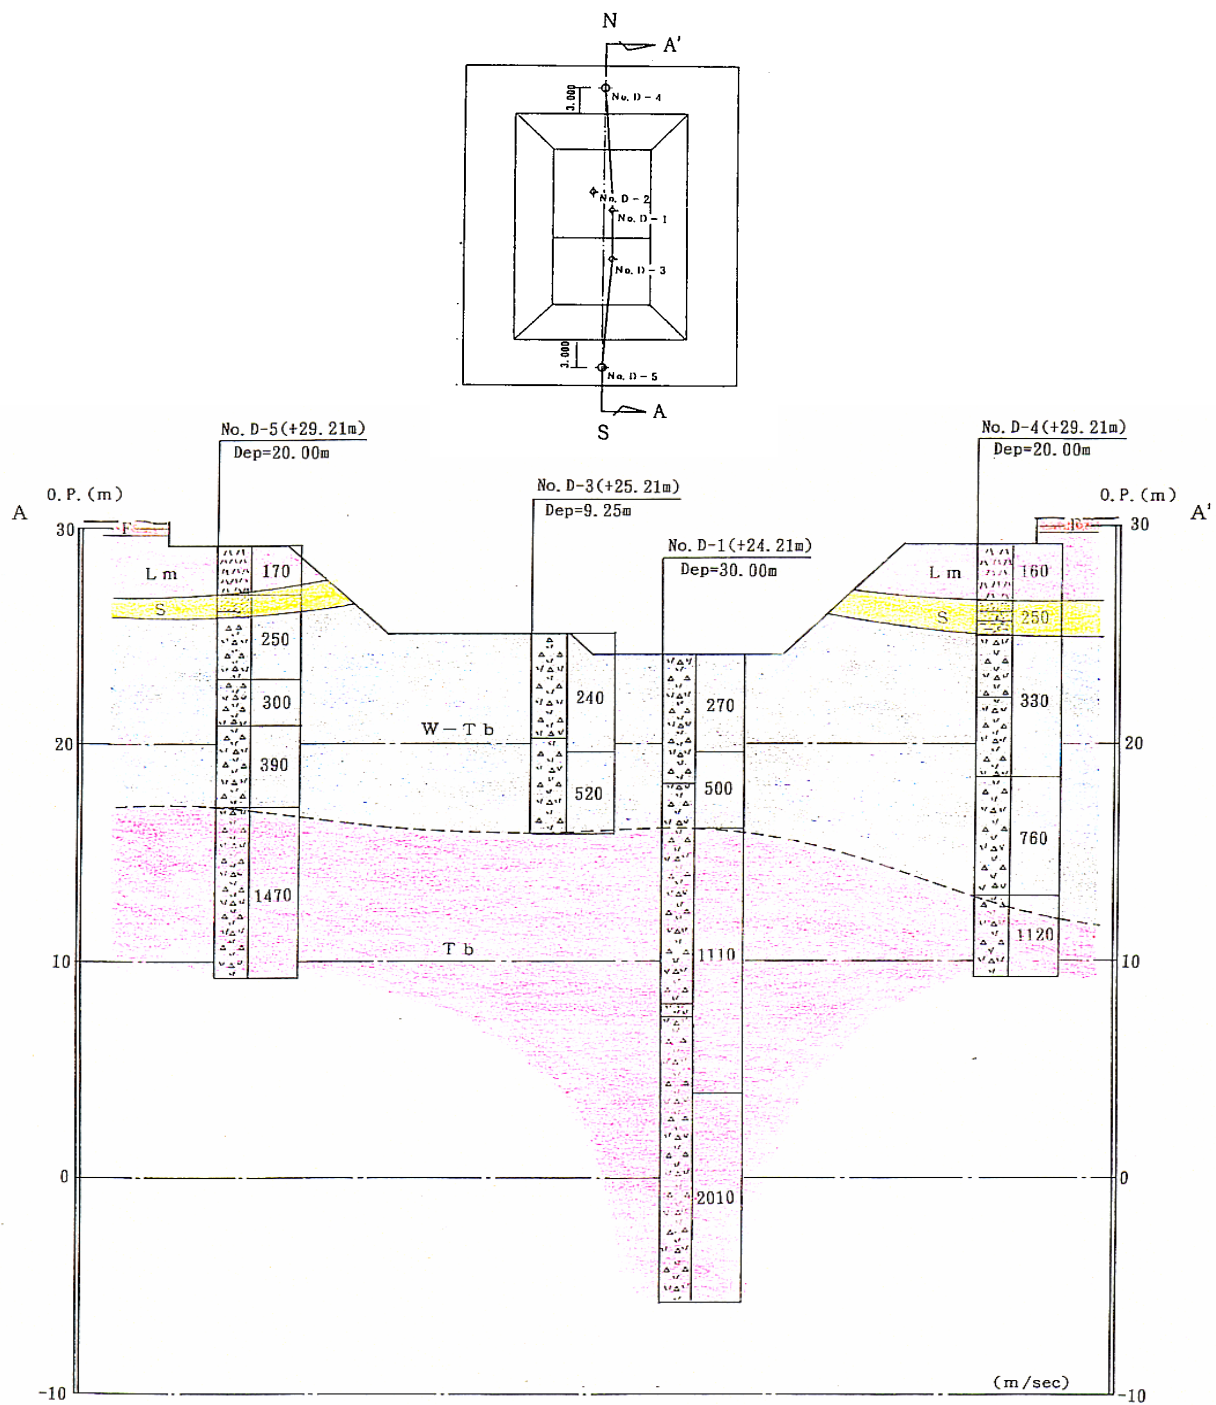 N
A'
3.000
No. D-4
No. D-2
No. D-1
No. D-3
3.000
No. D-5
A
S
No. D-5(+29.21m)
Dep=20.00m
No. D-4(+29.21m)
Dep=20.00m
No. D-3(+25.21m)
Dep=9.25m
No. D-1(+24.21m)
Dep=30.00m
O.P.(m)
O.P.(m)
A
A'
30
F
30
Lm
170
Lm
160
S
S
250
250
300
240
270
330
W-Tb
20
20
390
520
500
760
1470
1120
Tb
1110
10
10
0
0
2010
(m/sec)
-10
-10